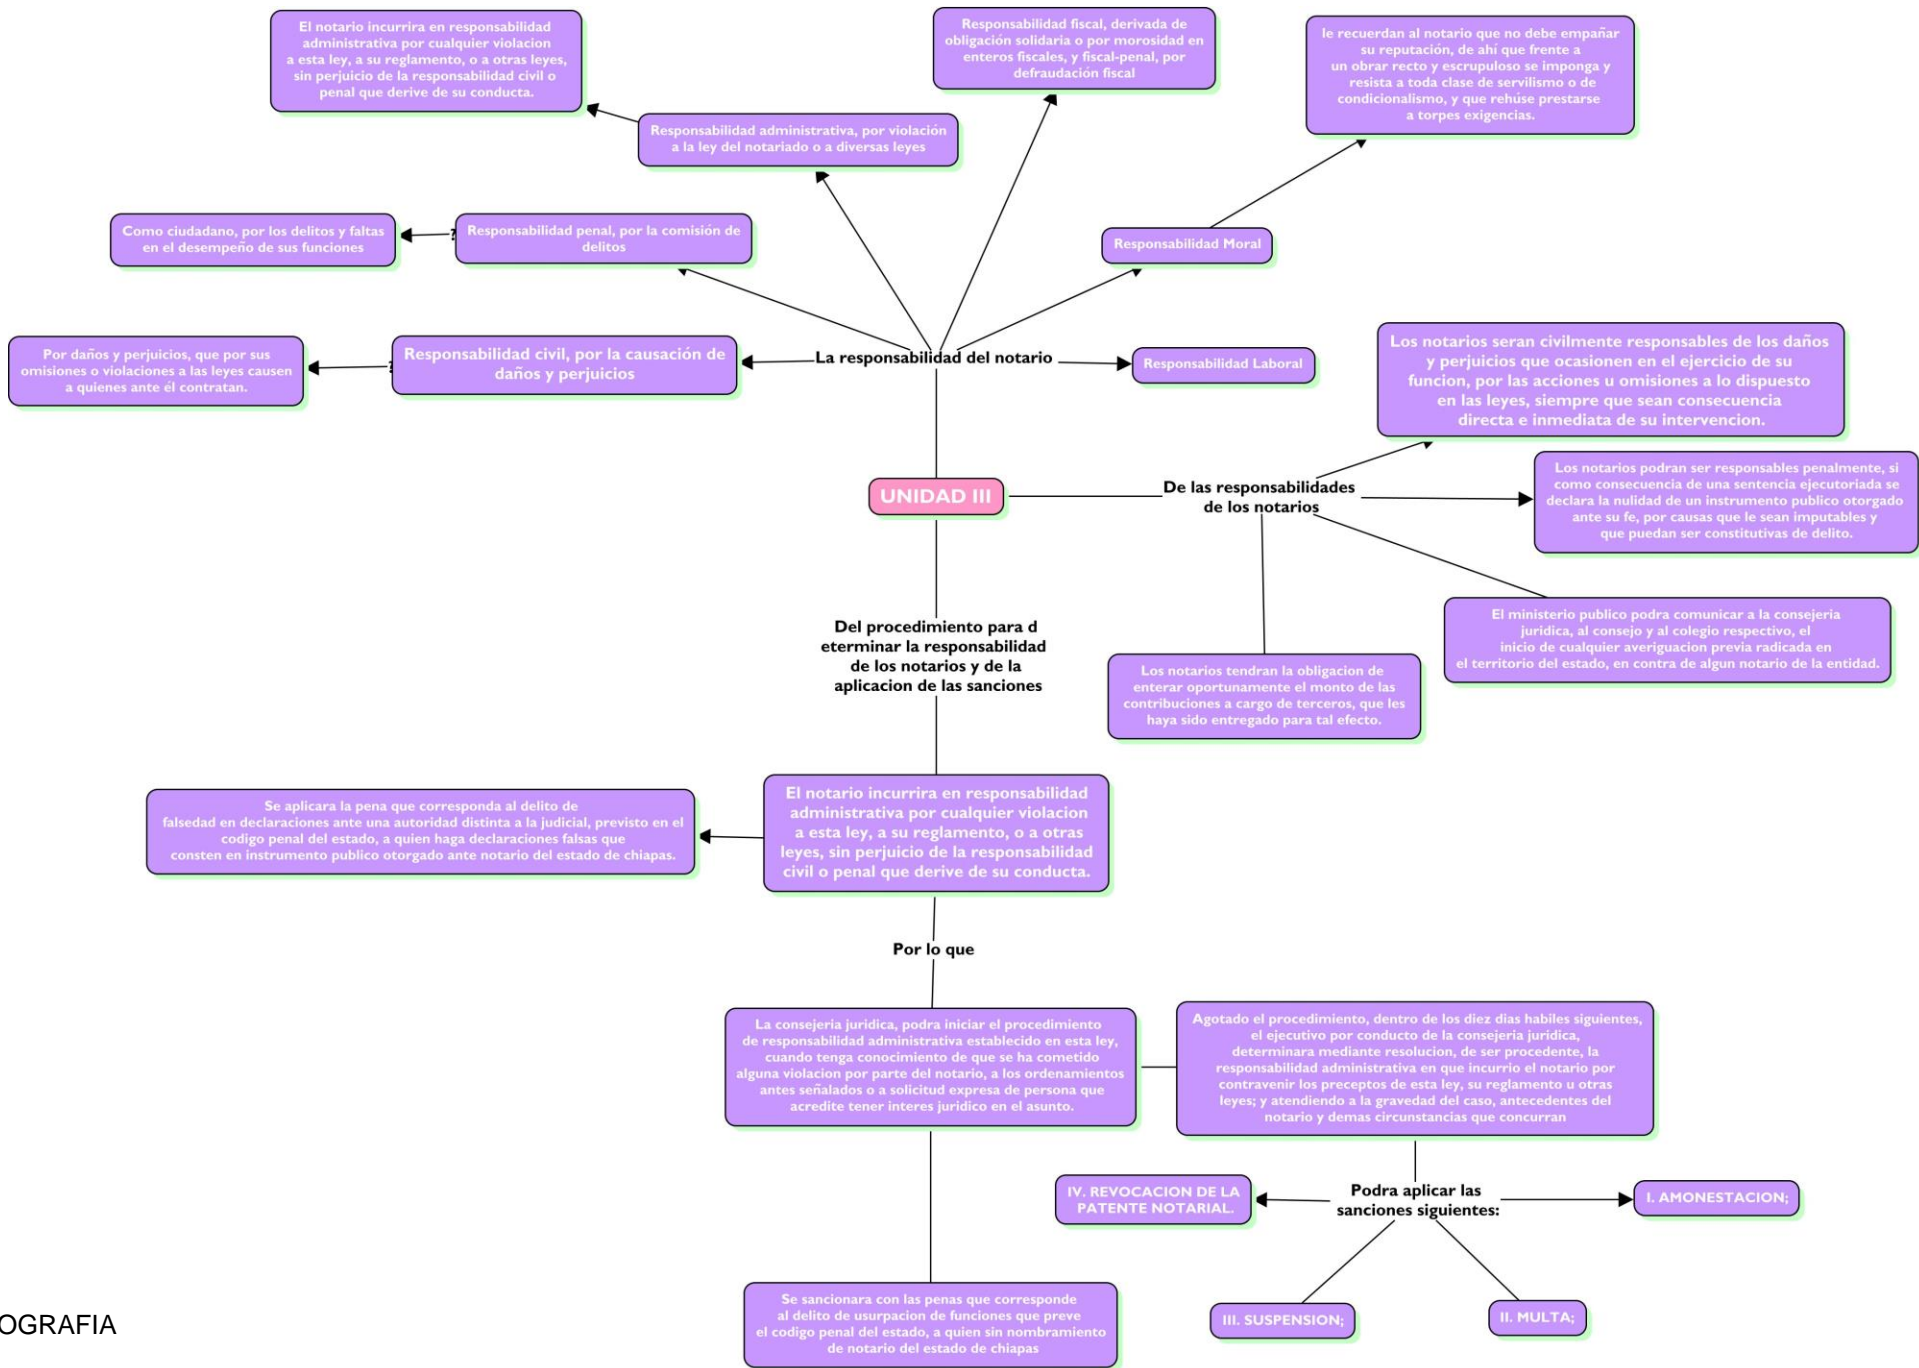 El notario incurrira en responsabilidad
administrativa por cualquier violacion
a esta ley, a su reglamento, o a otras leyes,
sin perjuicio de la responsabilidad civil o
penal que derive de su conducta.
Responsabilidad fiscal, derivada de
obligación solidaria o por morosidad en
enteros fiscales, y fiscal-penal, por
defraudación fiscal
le recuerdan al notario que no debe empañar
su reputación, de ahí que frente a
un obrar recto y escrupuloso se imponga y
resista a toda clase de servilismo o de
condicionalismo, y que rehúse prestarse
a torpes exigencias.
Responsabilidad administrativa, por violación
a la ley del notariado o a diversas leyes
Como ciudadano, por los delitos y faltas
en el desempeño de sus funciones
?
Responsabilidad penal, por la comisión de
delitos
Responsabilidad Moral
Por daños y perjuicios, que por sus
omisiones o violaciones a las leyes causen
a quienes ante él contratan.
?
Responsabilidad civil, por la causación de
daños y perjuicios
La responsabilidad del notario
Responsabilidad Laboral
Los notarios seran civilmente responsables de los daños
y perjuicios que ocasionen en el ejercicio de su
funcion, por las acciones u omisiones a lo dispuesto
en las leyes, siempre que sean consecuencia
directa e inmediata de su intervencion.
UNIDAD III
De las responsabilidades
de los notarios
Los notarios podran ser responsables penalmente, si
como consecuencia de una sentencia ejecutoriada se
declara la nulidad de un instrumento publico otorgado
ante su fe, por causas que le sean imputables y
que puedan ser constitutivas de delito.
El ministerio publico podra comunicar a la consejeria
juridica, al consejo y al colegio respectivo, el
inicio de cualquier averiguacion previa radicada en
el territorio del estado, en contra de algun notario de la entidad.
Los notarios tendran la obligacion de
enterar oportunamente el monto de las
contribuciones a cargo de terceros, que les
haya sido entregado para tal efecto.
Del procedimiento para d
eterminar la responsabilidad
de los notarios y de la
aplicacion de las sanciones
Se aplicara la pena que corresponda al delito de
falsedad en declaraciones ante una autoridad distinta a la judicial, previsto en el
codigo penal del estado, a quien haga declaraciones falsas que
consten en instrumento publico otorgado ante notario del estado de chiapas.
El notario incurrira en responsabilidad
administrativa por cualquier violacion
a esta ley, a su reglamento, o a otras
leyes, sin perjuicio de la responsabilidad
civil o penal que derive de su conducta.
Por lo que
La consejeria juridica, podra iniciar el procedimiento
de responsabilidad administrativa establecido en esta ley,
cuando tenga conocimiento de que se ha cometido
alguna violacion por parte del notario, a los ordenamientos
antes señalados o a solicitud expresa de persona que
acredite tener interes juridico en el asunto.
Agotado el procedimiento, dentro de los diez dias habiles siguientes,
el ejecutivo por conducto de la consejeria juridica,
determinara mediante resolucion, de ser procedente, la
responsabilidad administrativa en que incurrio el notario por
contravenir los preceptos de esta ley, su reglamento u otras
leyes; y atendiendo a la gravedad del caso, antecedentes del
notario y demas circunstancias que concurran
Podra aplicar las
sanciones siguientes:
IV. REVOCACION DE LA
PATENTE NOTARIAL.
I. AMONESTACION;
III. SUSPENSION;
II. MULTA;
Se sancionara con las penas que corresponde
al delito de usurpacion de funciones que preve
el codigo penal del estado, a quien sin nombramiento
de notario del estado de chiapas
OGRAFIA